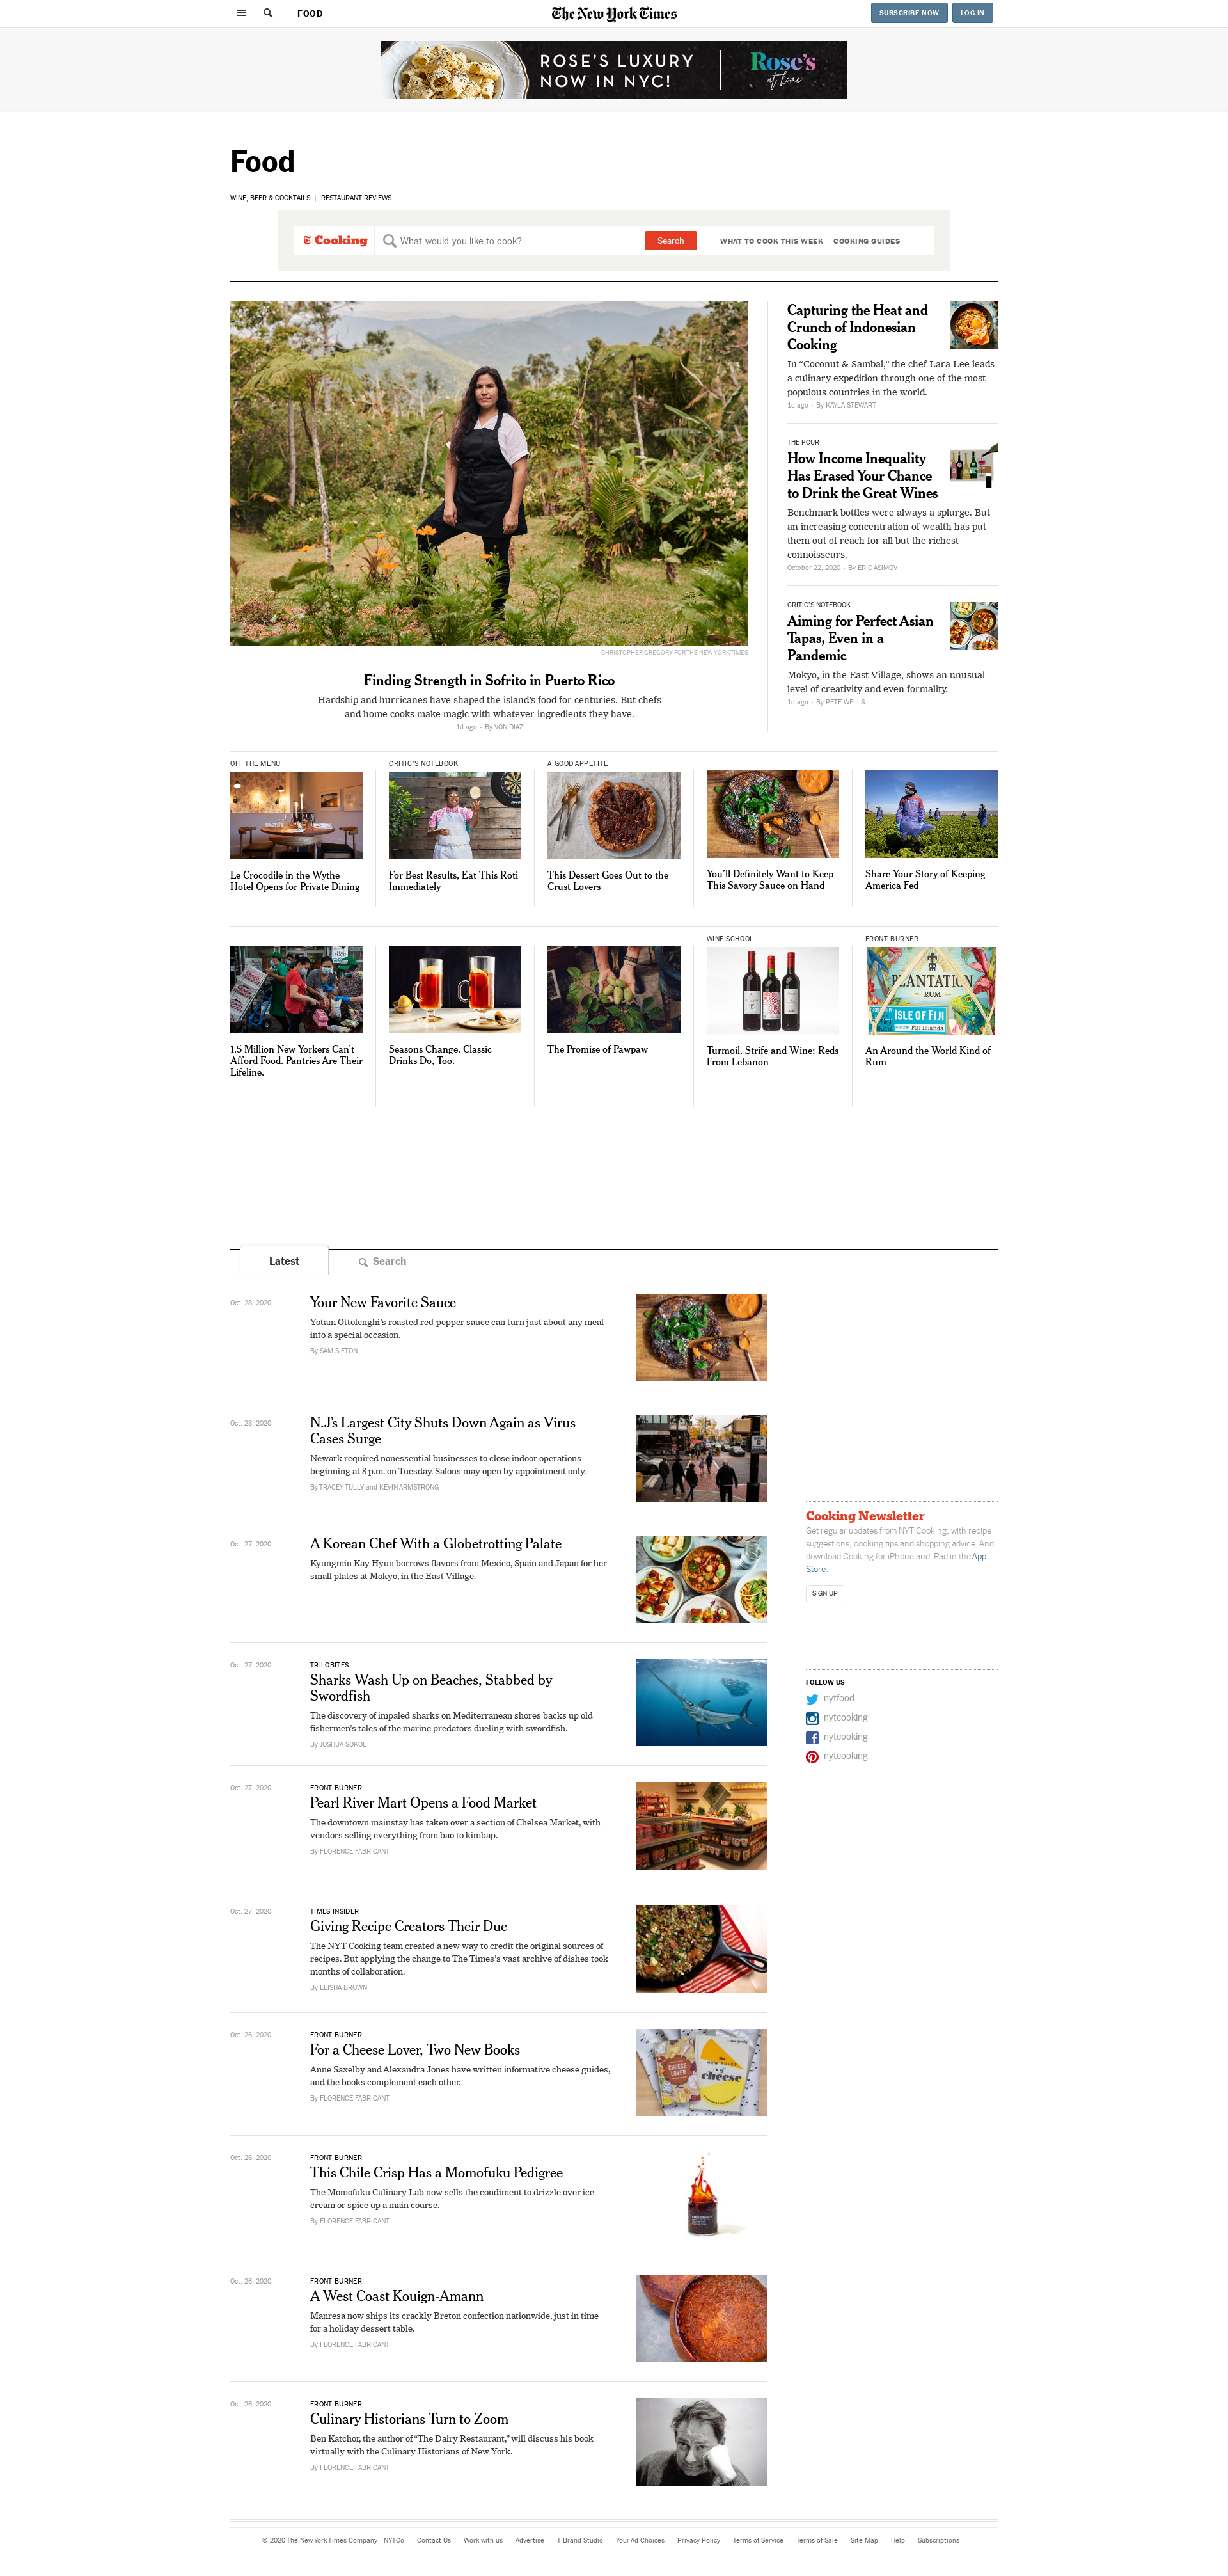 FOOD
The New York Times
SUBSCRIBE NOW
LOG IN
ROSE'S LUXURY
NOW IN NYC!
Rose's
at Home
Food
WINE, BEER & COCKTAILS
RESTAURANT REVIEWS
Cooking
What would you like to cook?
Search
WHAT TO COOK THIS WEEK
COOKING GUIDES
CHRISTOPHER GREGORY FOR THE NEW YORK TIMES
Finding Strength in Sofrito in Puerto Rico
Hardship and hurricanes have shaped the island's food for centuries. But chefs
and home cooks make magic with whatever ingredients they have.
1d ago • By VON DIAZ
Capturing the Heat and
Crunch of Indonesian
Cooking
In “Coconut & Sambal,” the chef Lara Lee leads
a culinary expedition through one of the most
populous countries in the world.
1d ago • By KAYLA STEWART
THE POUR
How Income Inequality
Has Erased Your Chance
to Drink the Great Wines
Benchmark bottles were always a splurge. But
an increasing concentration of wealth has put
them out of reach for all but the richest
connoisseurs.
October 22, 2020 • By ERIC ASIMOV
CRITIC'S NOTEBOOK
Aiming for Perfect Asian
Tapas, Even in a
Pandemic
Mokyo, in the East Village, shows an unusual
level of creativity and even formality.
1d ago • By PETE WELLS
OFF THE MENU
Le Crocodile in the Wythe
Hotel Opens for Private Dining
CRITIC'S NOTEBOOK
For Best Results, Eat This Roti
Immediately
A GOOD APPETITE
This Dessert Goes Out to the
Crust Lovers
You'll Definitely Want to Keep
This Savory Sauce on Hand
Share Your Story of Keeping
America Fed
1.5 Million New Yorkers Can't
Afford Food. Pantries Are Their
Lifeline.
Seasons Change. Classic
Drinks Do, Too.
The Promise of Pawpaw
WINE SCHOOL
Turmoil, Strife and Wine: Reds
From Lebanon
FRONT BURNER
PLANTATION
RUM
ISLE OF FIJI
Fiji Islands
An Around the World Kind of
Rum
Latest
Search
Oct. 28, 2020
Your New Favorite Sauce
Yotam Ottolenghi's roasted red-pepper sauce can turn just about any meal
into a special occasion.
By SAM SIFTON
Oct. 28, 2020
N.J's Largest City Shuts Down Again as Virus
Cases Surge
Newark required nonessential businesses to close indoor operations
beginning at 8 p.m. on Tuesday. Salons may open by appointment only.
By TRACEY TULLY and KEVIN ARMSTRONG
Oct. 27, 2020
A Korean Chef With a Globetrotting Palate
Kyungmin Kay Hyun borrows flavors from Mexico, Spain and Japan for her
small plates at Mokyo, in the East Village.
Oct. 27, 2020
TRILOBITES
Sharks Wash Up on Beaches, Stabbed by
Swordfish
The discovery of impaled sharks on Mediterranean shores backs up old
fishermen's tales of the marine predators dueling with swordfish.
By JOSHUA SOKOL
Oct. 27, 2020
FRONT BURNER
Pearl River Mart Opens a Food Market
The downtown mainstay has taken over a section of Chelsea Market, with
vendors selling everything from bao to kimbap.
By FLORENCE FABRICANT
Oct. 27, 2020
TIMES INSIDER
Giving Recipe Creators Their Due
The NYT Cooking team created a new way to credit the original sources of
recipes. But applying the change to The Times's vast archive of dishes took
months of collaboration.
By ELISHA BROWN
Oct. 26, 2020
FRONT BURNER
For a Cheese Lover, Two New Books
Anne Saxelby and Alexandra Jones have written informative cheese guides,
and the books complement each other.
By FLORENCE FABRICANT
CHEESE
LOVER
cheese
Oct. 26, 2020
FRONT BURNER
This Chile Crisp Has a Momofuku Pedigree
The Momofuku Culinary Lab now sells the condiment to drizzle over ice
cream or spice up a main course.
By FLORENCE FABRICANT
Oct. 26, 2020
FRONT BURNER
A West Coast Kouign-Amann
Manresa now ships its crackly Breton confection nationwide, just in time
for a holiday dessert table.
By FLORENCE FABRICANT
Oct. 26, 2020
FRONT BURNER
Culinary Historians Turn to Zoom
Ben Katchor, the author of “The Dairy Restaurant,” will discuss his book
virtually with the Culinary Historians of New York.
By FLORENCE FABRICANT
Cooking Newsletter
Get regular updates from NYT Cooking, with recipe
suggestions, cooking tips and shopping advice. And
download Cooking for iPhone and iPad in the App
Store.
SIGN UP
FOLLOW US
nytfood
nytcooking
nytcooking
nytcooking
© 2020 The New York Times Company NYTCo Contact Us Work with us Advertise T Brand Studio Your Ad Choices Privacy Policy Terms of Service Terms of Sale Site Map Help Subscriptions